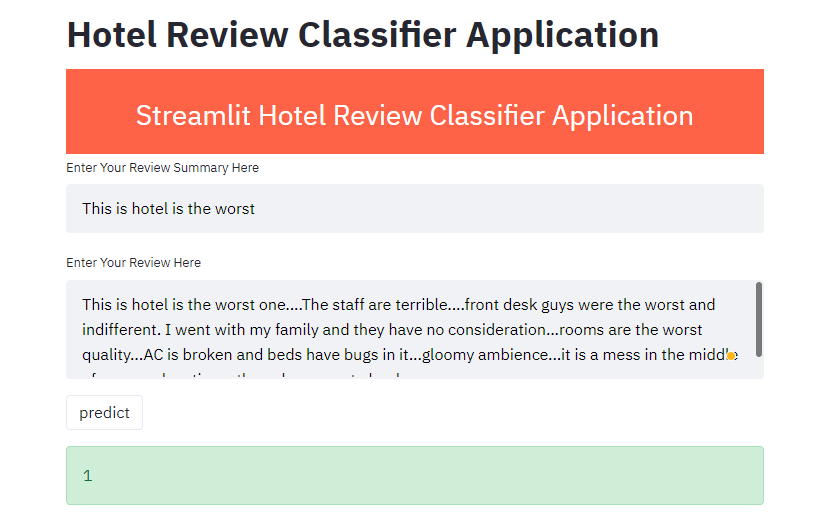 Hotel Review Classifier Application
Streamlit Hotel Review Classifier Application
Enter Your Review Summary Here
This is hotel is the worst
Enter Your Review Here
This is hotel is the worst one....The staff are terrible....front desk guys were the worst and
indifferent. I went with my family and they have no consideration...rooms are the worst
quality...AC is broken and beds have bugs in it...gloomy ambience...it is a mess in the middle
predict
1